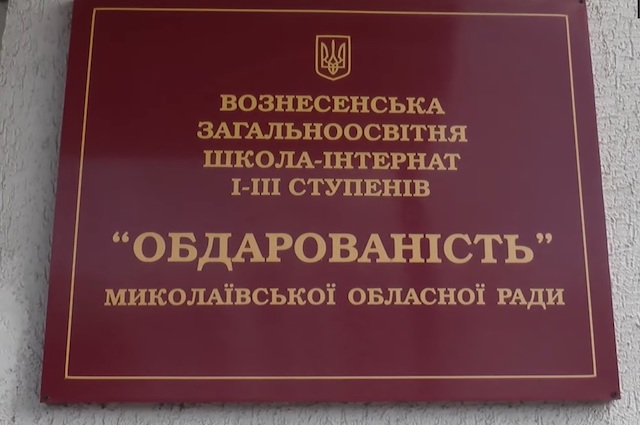 ВОЗНЕСЕНСЬКА
ЗАГАЛЬНООСВІТНЯ
ШКОЛА-ІНТЕРНАТ
І-ІІІ СТУПЕНІВ
“ОБДАРОВАНІСТЬ”
МИКОЛАЇВСЬКОЇ ОБЛАСНОЇ РАДИ